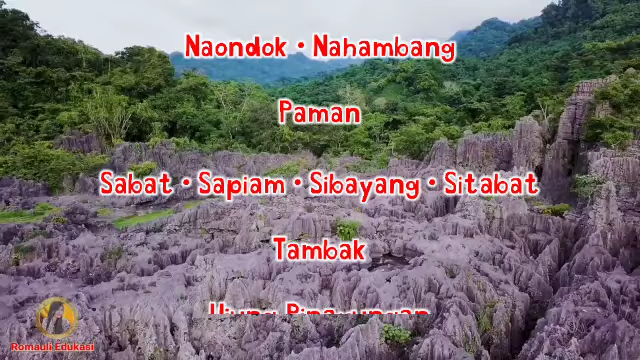 Naondok • Nahambang
Paman
Sabat • Sapiam • Sibayang • Sitabat
Tambak
Romauli Edukasi